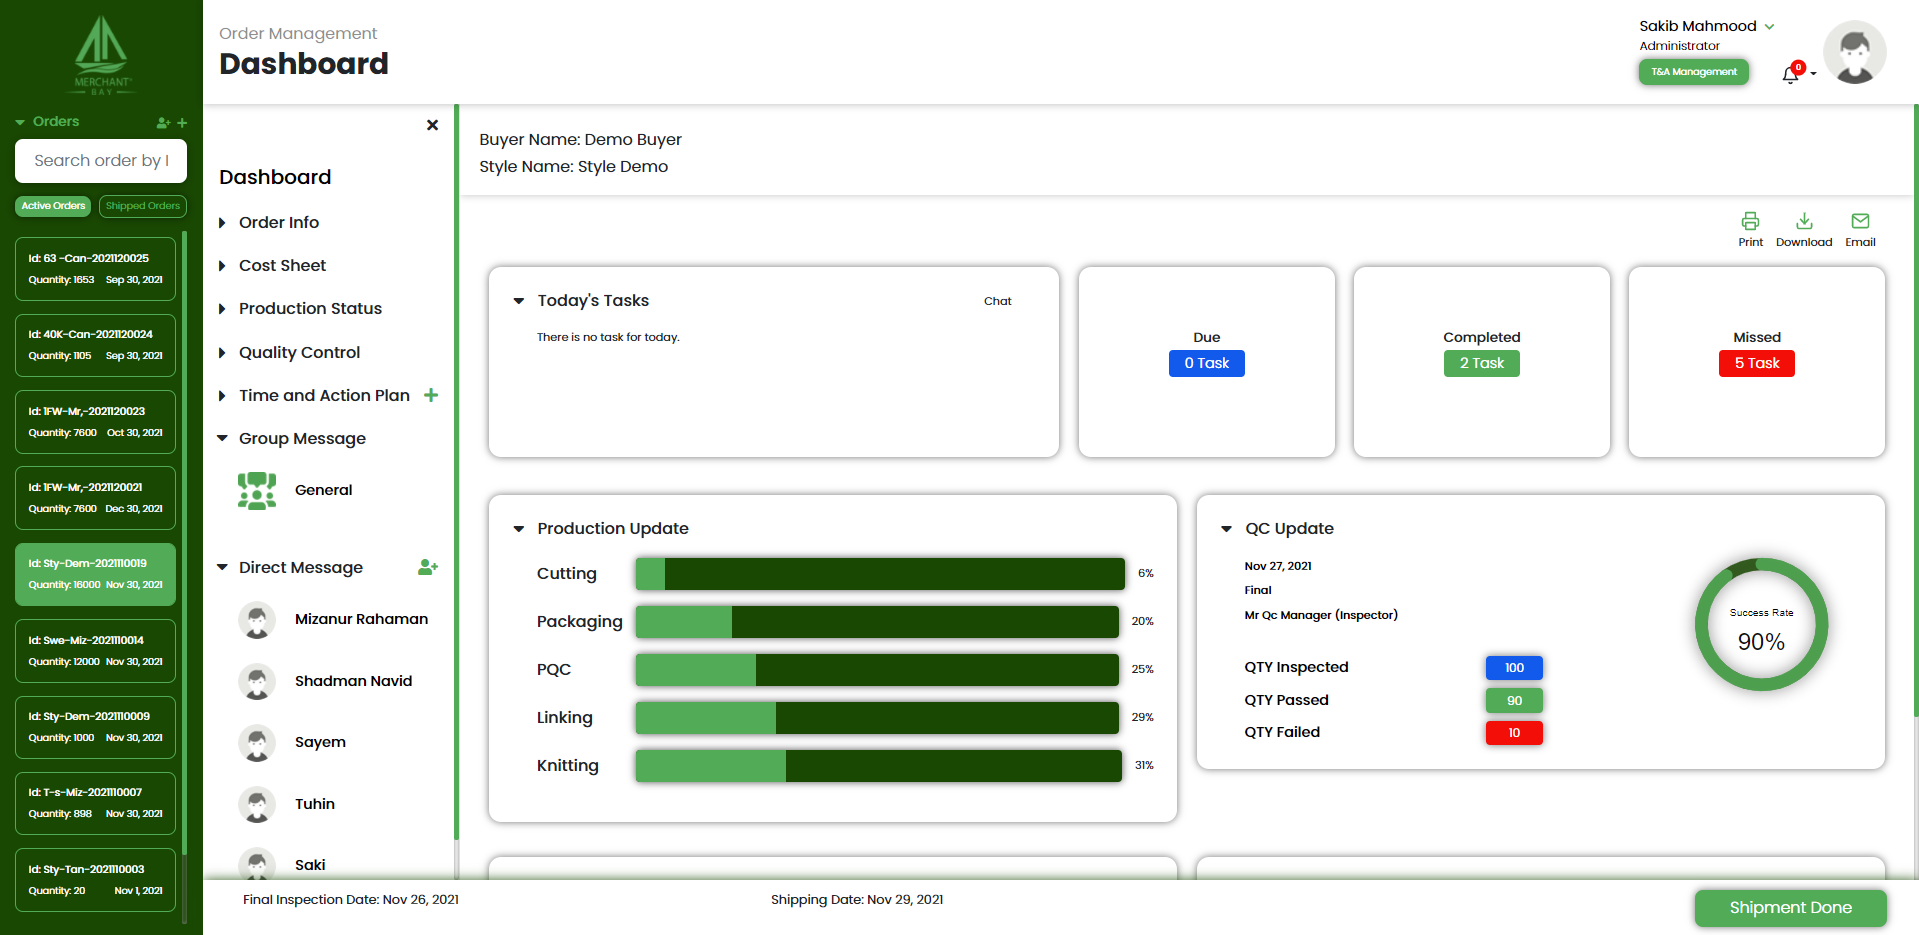 MERCHANT
BAY
Orders
Search order by I
Active Orders
Shipped Orders
Id: 63 -Can-2021120025
Quantity: 1653 Sep 30, 2021
Id: 40K-Can-2021120024
Quantity: 1105 Sep 30, 2021
Id: 1FW-Mr,-2021120023
Quantity: 7600 Oct 30, 2021
Id: 1FW-Mr,-2021120021
Quantity: 7600 Dec 30, 2021
Id: Sty-Dem-2021110019
Quantity: 16000 Nov 30, 2021
Id: Swe-Miz-2021110014
Quantity: 12000 Nov 30, 2021
Id: Sty-Dem-2021110009
Quantity: 1000 Nov 30, 2021
Id: T-s-Miz-2021110007
Quantity: 898 Nov 30, 2021
Id: Sty-Tan-2021110003
Quantity: 20 Nov 1, 2021
Order Management
Dashboard
Sakib Mahmood
Administrator
T&A Management
0
Dashboard
Order Info
Cost Sheet
Production Status
Quality Control
Time and Action Plan
Group Message
General
Direct Message
Mizanur Rahaman
Shadman Navid
Sayem
Tuhin
Saki
Buyer Name: Demo Buyer
Style Name: Style Demo
Print
Download
Email
Today's Tasks
Chat
There is no task for today.
Due
0 Task
Completed
2 Task
Missed
5 Task
Production Update
Cutting 6%
Packaging 20%
PQC 25%
Linking 29%
Knitting 31%
QC Update
Nov 27, 2021
Final
Mr Qc Manager (Inspector)
QTY Inspected 100
QTY Passed 90
QTY Failed 10
Success Rate
90%
Final Inspection Date: Nov 26, 2021
Shipping Date: Nov 29, 2021
Shipment Done